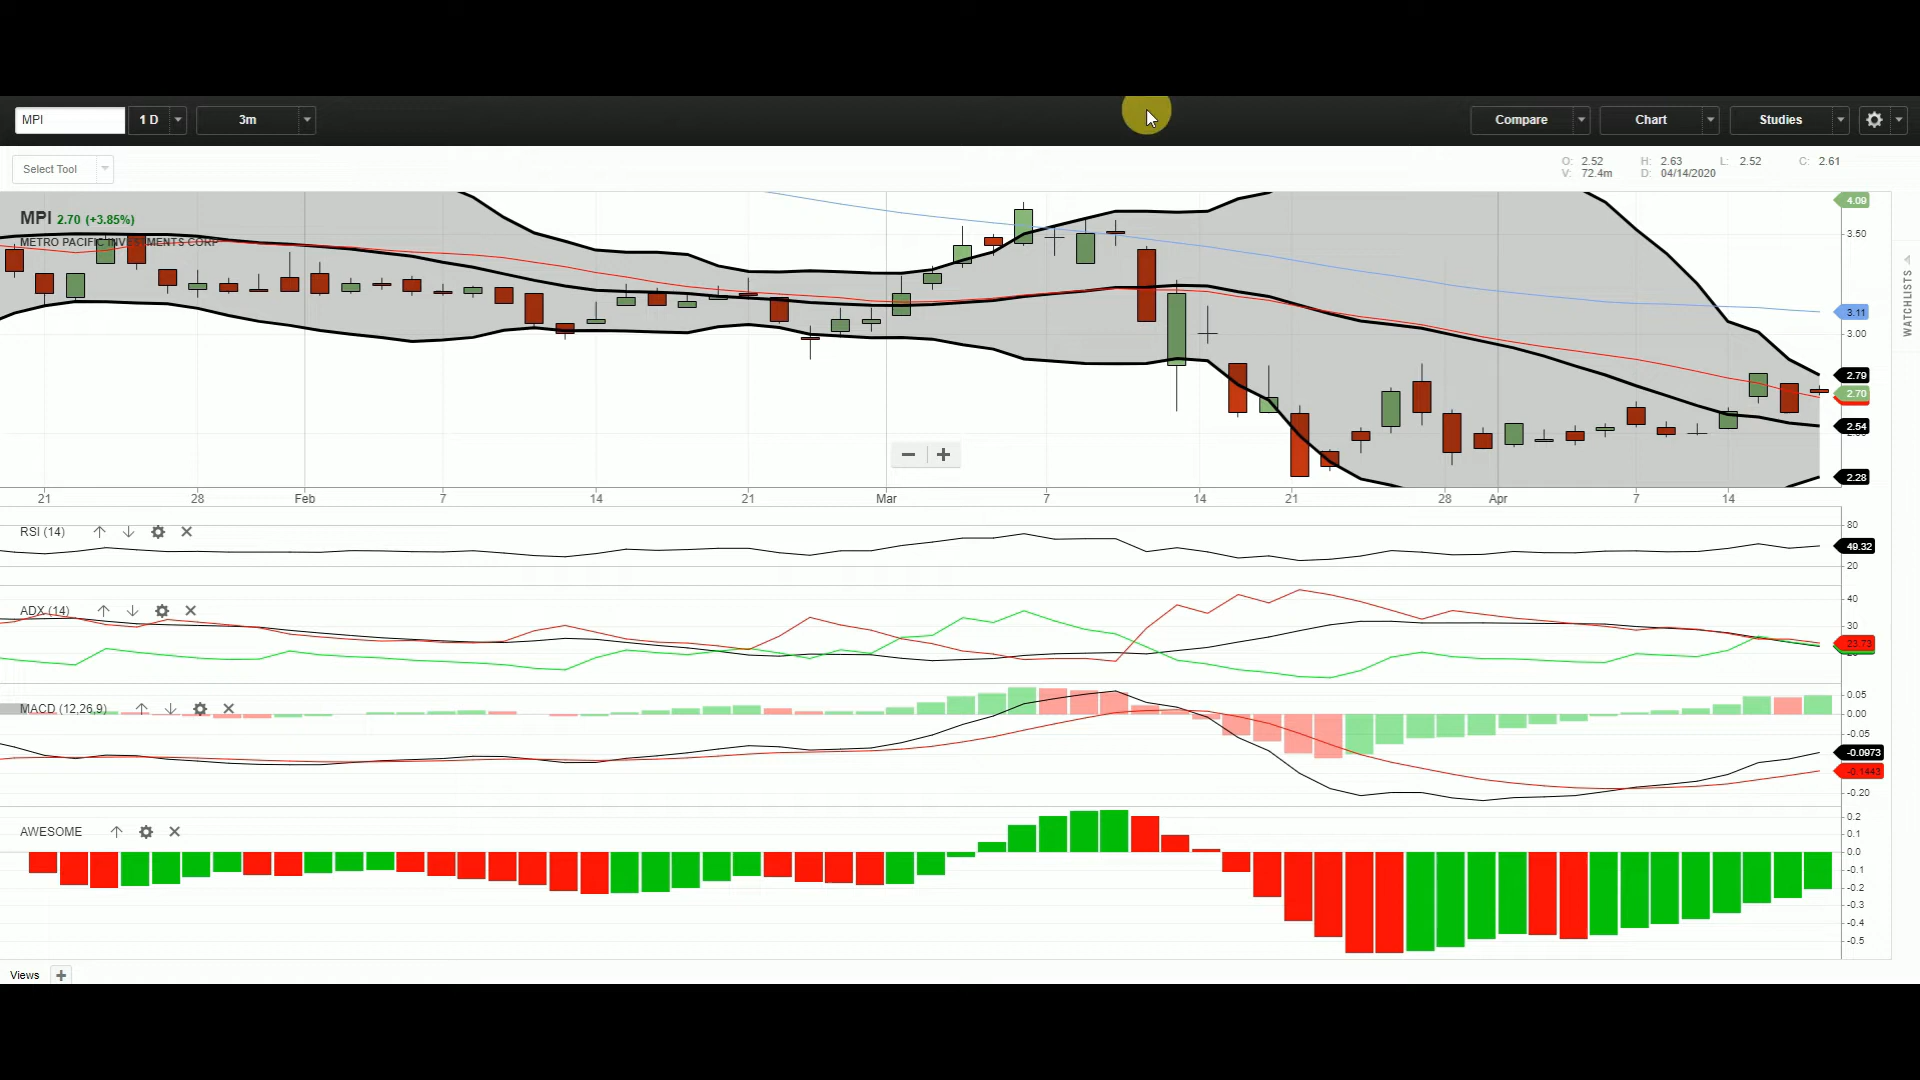 MPI 1 D 3m Compare Chart Studies
Select Tool
O: 2.52 H: 2.63 L: 2.52 C: 2.61
V: 72.4m D: 04/14/2020
MPI 2.70 (+3.85%)
METRO PACIFIC INVESTMENTS CORP
4.09
3.50
3.11
3.00
2.79
2.70
2.54
2.28
WATCHLISTS
21 28 Feb 7 14 21 Mar 7 14 21 28 Apr 7 14
RSI (14)
80
49.32
20
ADX (14)
40
30
23.73
MACD (12,26,9)
0.05
0.00
-0.05
-0.0973
-0.1443
-0.20
AWESOME
0.2
0.1
0.0
-0.1
-0.2
-0.3
-0.4
-0.5
Views